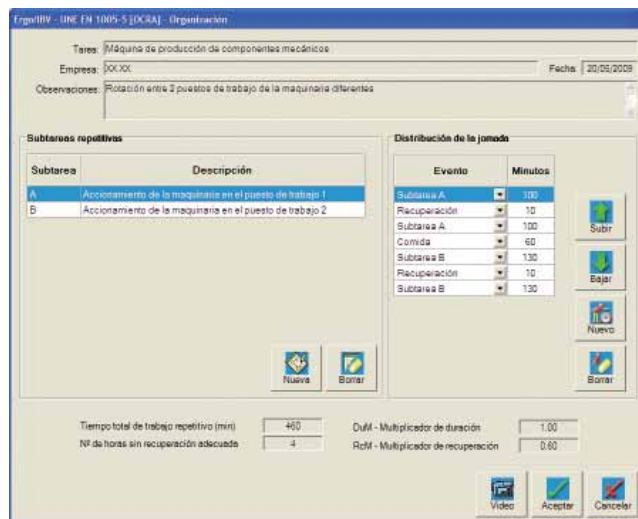 Ergo/IBV - UNE EN 1005-5 [OCRA] - Organización
Tarea: Máquina de producción de componentes mecánicos
Empresa: XX.XX Fecha: 20/05/2009
Observaciones: Rotación entre 2 puestos de trabajo de la maquinaria diferentes
Subtareas repetitivas
Subtarea Descripción
A Accionamiento de la maquinaria en el puesto de trabajo 1
B Accionamiento de la maquinaria en el puesto de trabajo 2
Nueva Borrar
Distribución de la jornada
Evento Minutos
Subtarea A 100
Recuperación 10
Subtarea A 100
Comida 60
Subtarea B 130
Recuperación 10
Subtarea B 130
Subir
Bajar
Nuevo
Borrar
Tiempo total de trabajo repetitivo (min) 460
Nº de horas sin recuperación adecuada 4
DuM - Multiplicador de duración 1.00
RcM - Multiplicador de recuperación 0.60
Video Aceptar Cancelar